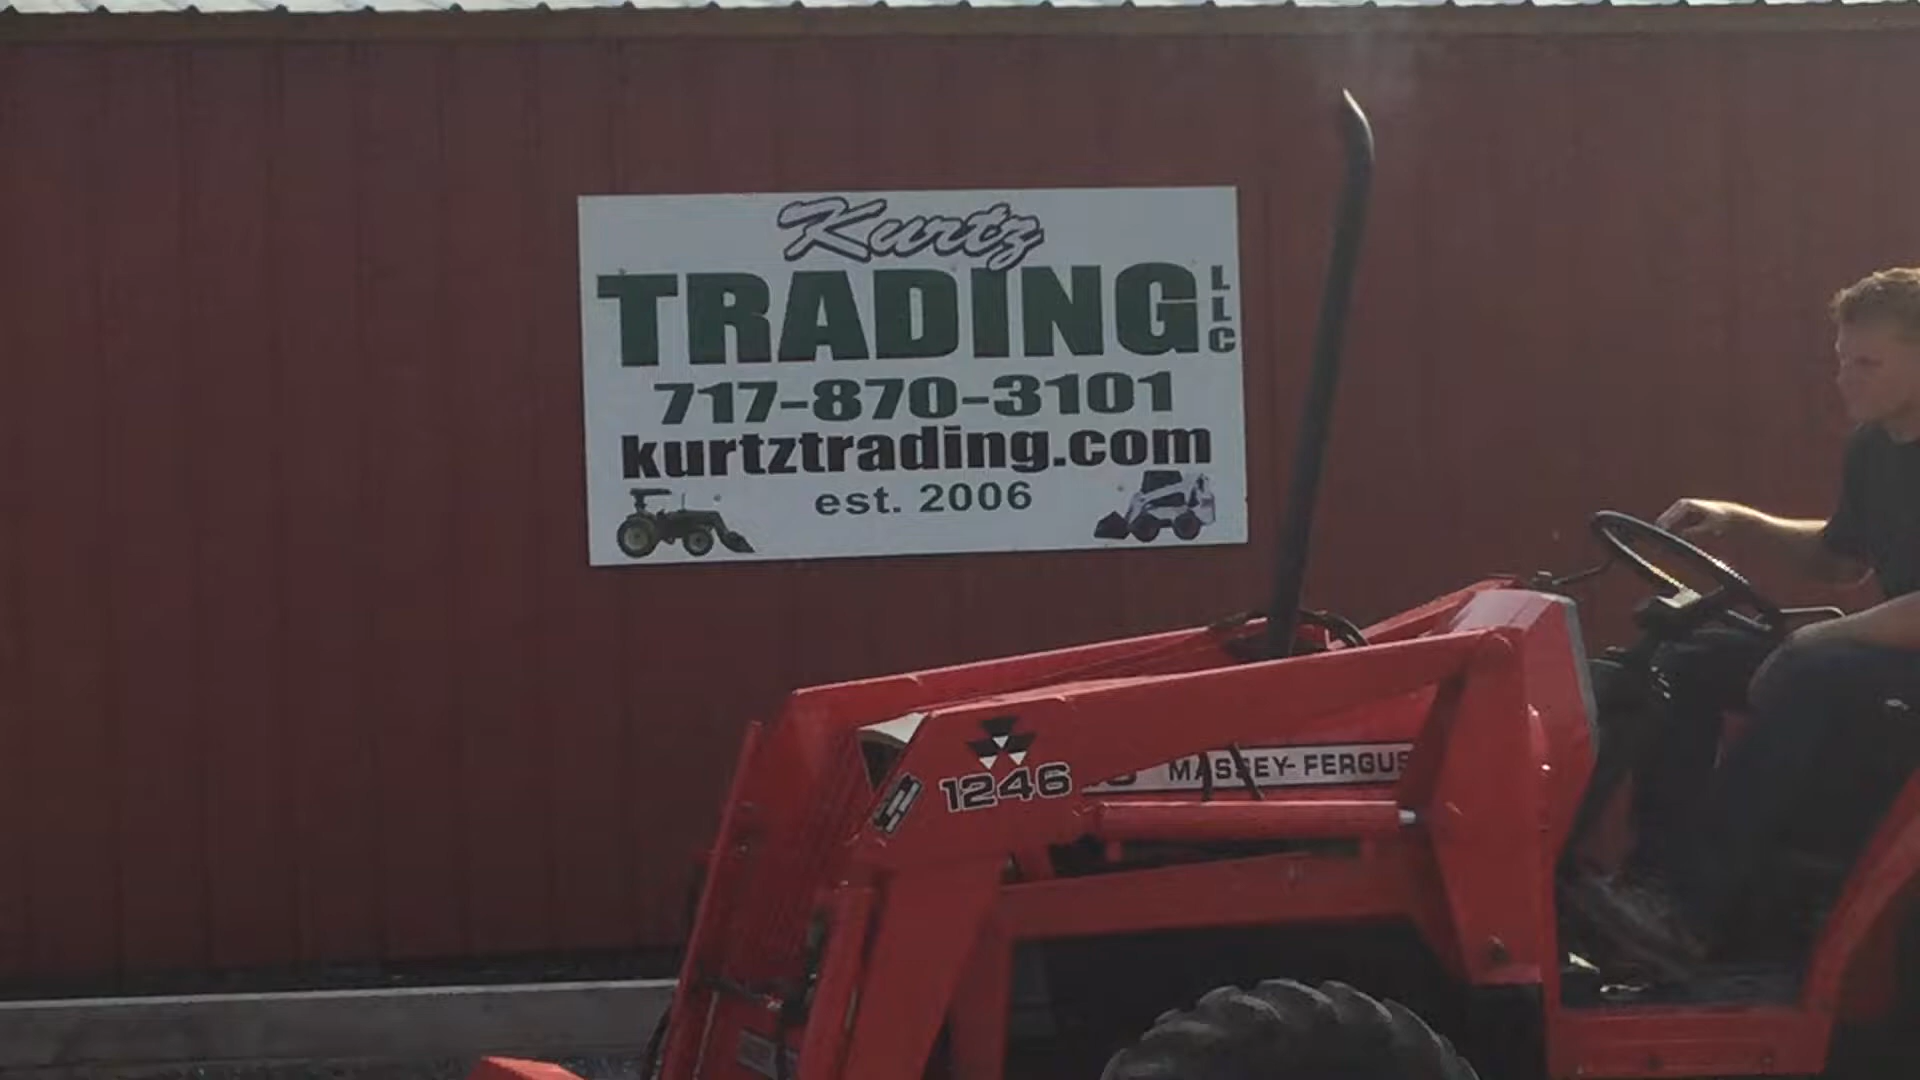 Kurtz
TRADING LLC
717-870-3101
kurtztrading.com
est. 2006
1246
MASSEY-FERGUS